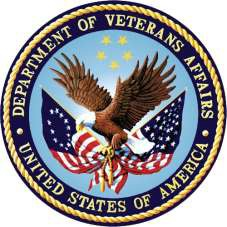 DEPARTMENT OF VETERANS AFFAIRS
UNITED STATES OF AMERICA